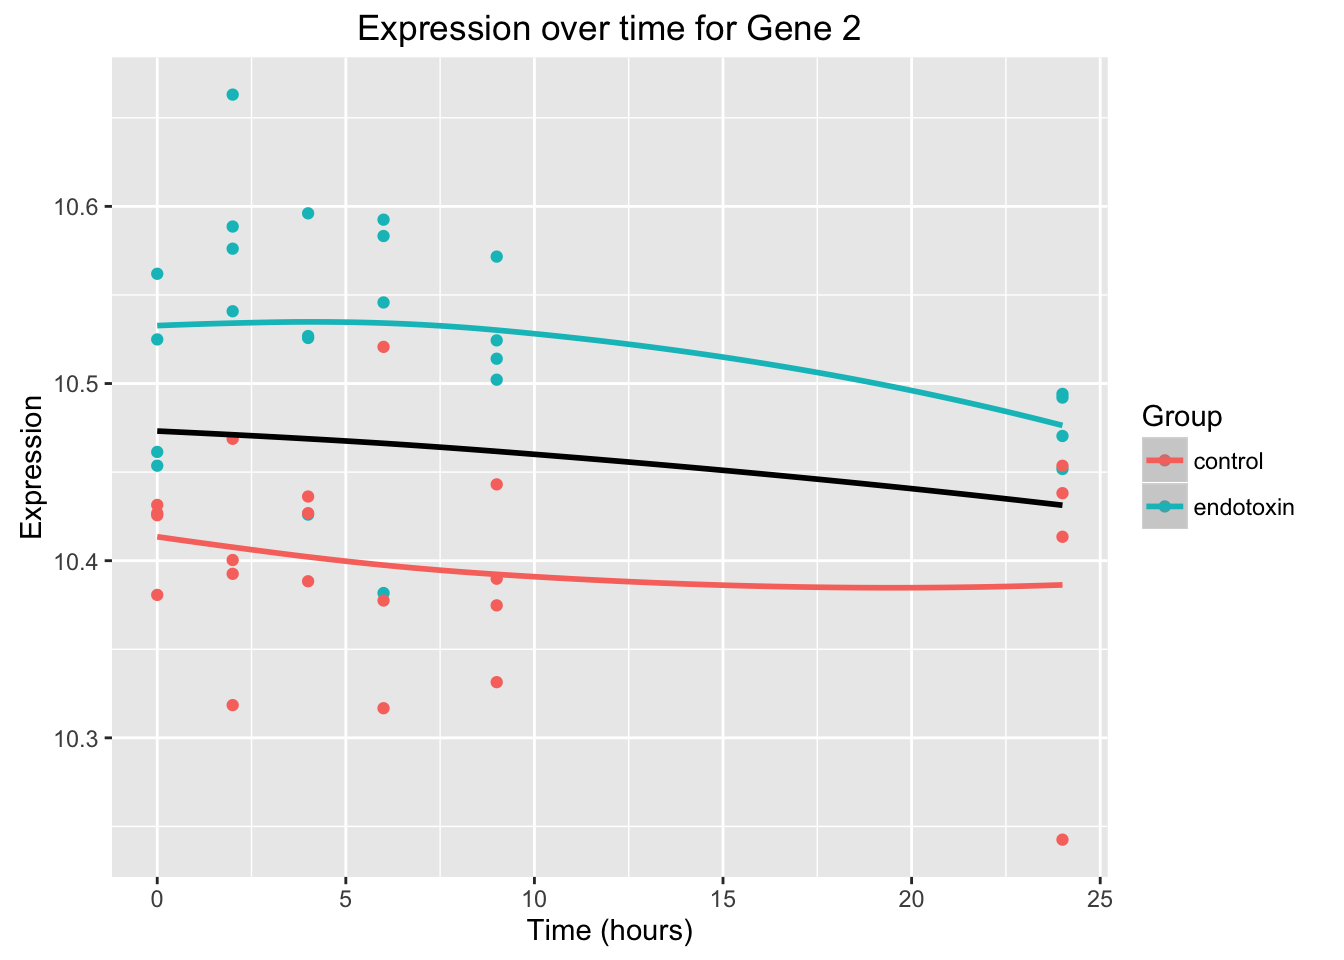 Expression over time for Gene 2
Expression
10.6
10.5
10.4
10.3
0 5 10 15 20 25
Time (hours)
Group
control
endotoxin